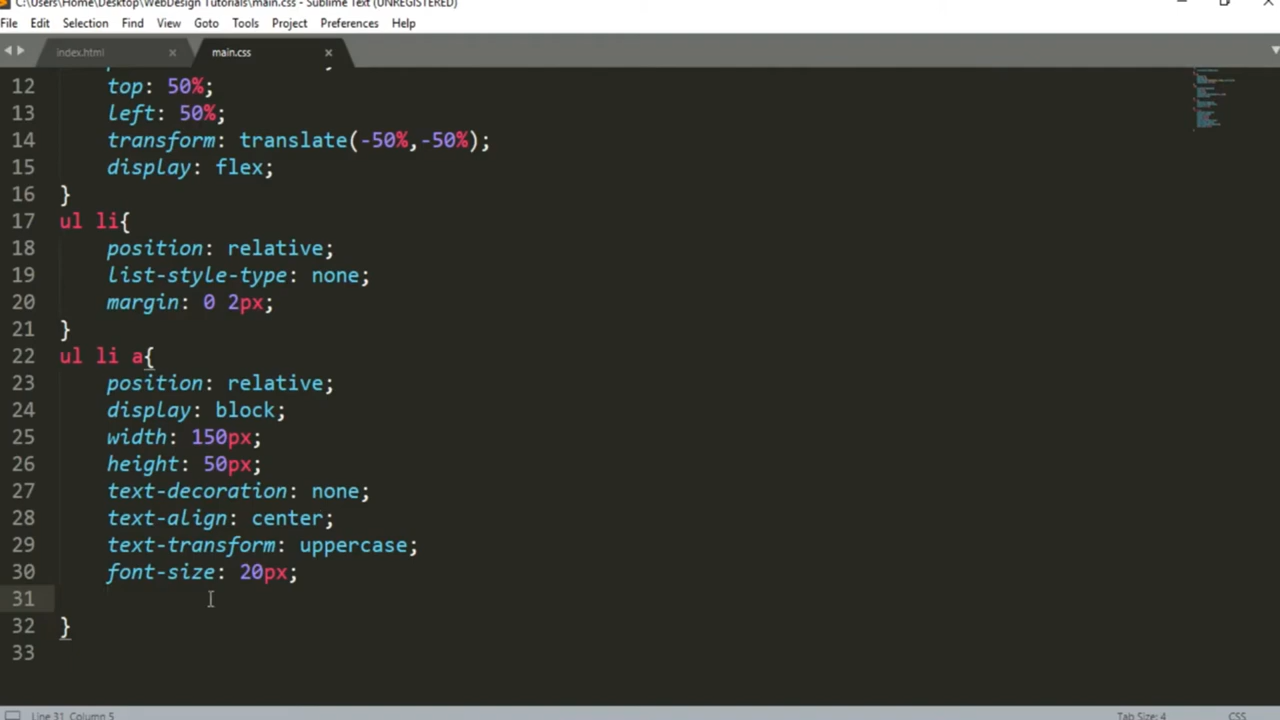 C:\Users\Home\Desktop\WebDesign Tutorials\main.css - Sublime Text (UNREGISTERED)
File Edit Selection Find View Goto Tools Project Preferences Help
index.html × main.css ×
12 top: 50%;
13 left: 50%;
14 transform: translate(-50%,-50%);
15 display: flex;
16 }
17 ul li{
18 position: relative;
19 list-style-type: none;
20 margin: 0 2px;
21 }
22 ul li a{
23 position: relative;
24 display: block;
25 width: 150px;
26 height: 50px;
27 text-decoration: none;
28 text-align: center;
29 text-transform: uppercase;
30 font-size: 20px;
31
32 }
33
Line 31, Column 5 Tab Size: 4 CSS